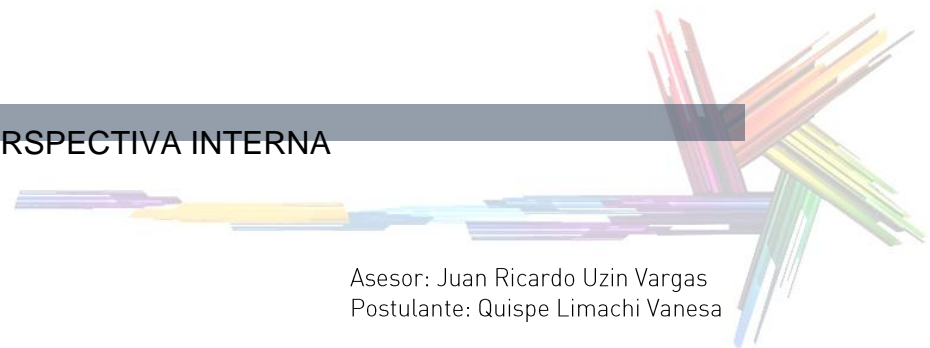 RSPECTIVA INTERNA
Asesor: Juan Ricardo Uzin Vargas
Postulante: Quispe Limachi Vanesa